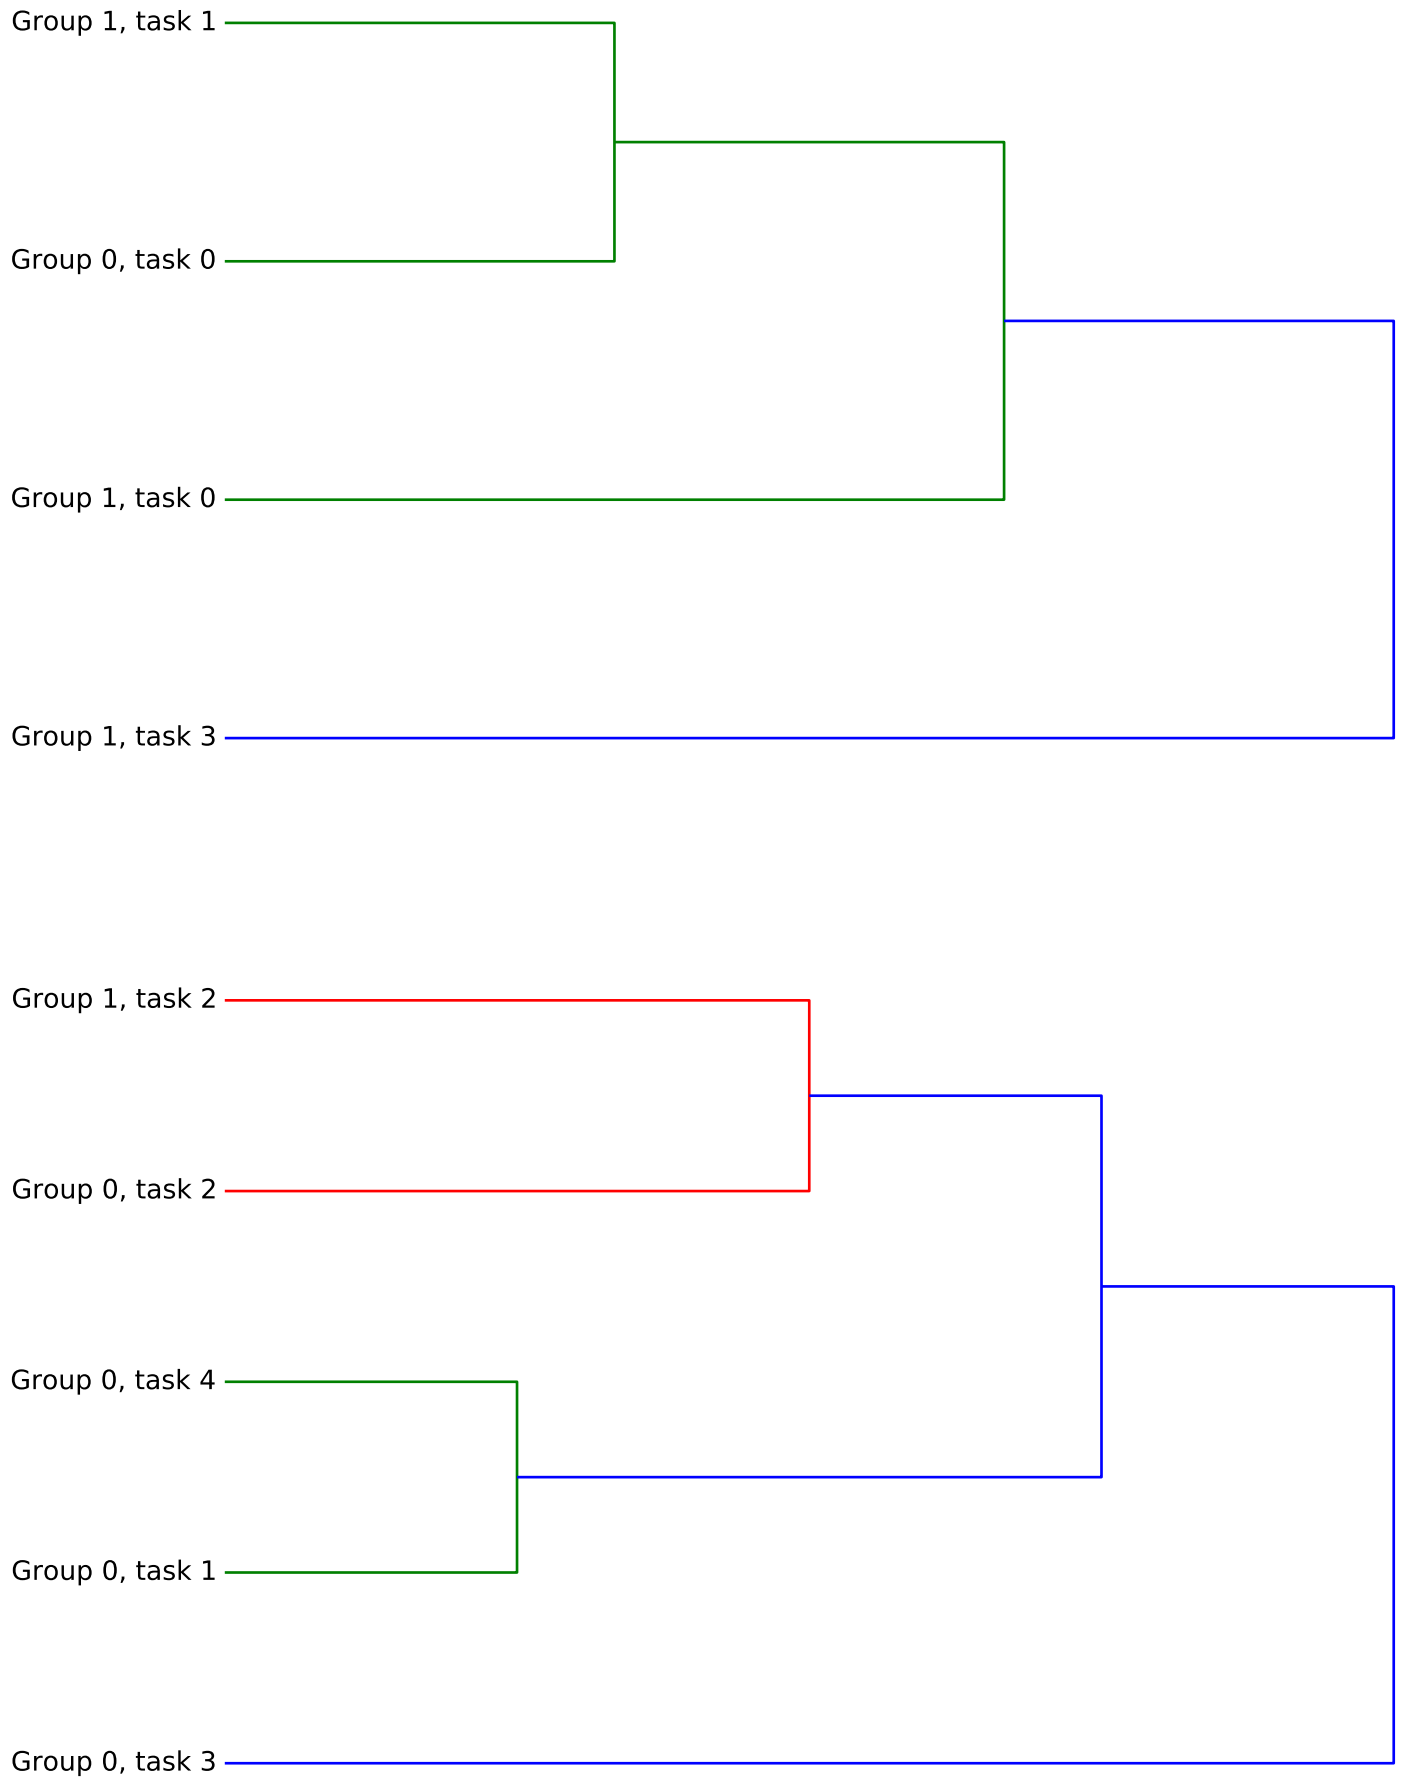 Group 1, task 1
Group 0, task 0
Group 1, task 0
Group 1, task 3
Group 1, task 2
Group 0, task 2
Group 0, task 4
Group 0, task 1
Group 0, task 3